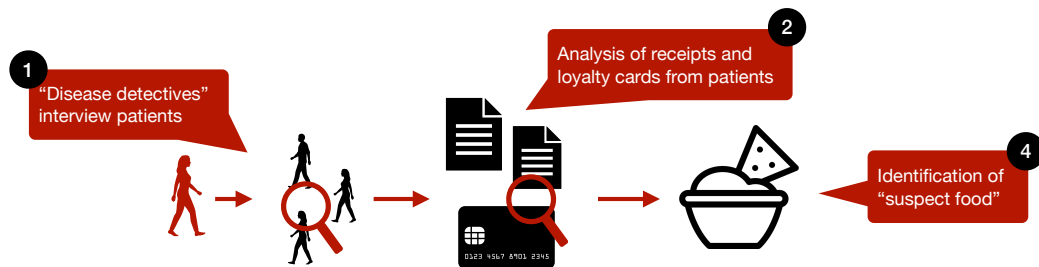 1
“Disease detectives”
interview patients
2
Analysis of receipts and
loyalty cards from patients
0123 4567 8901 2345
4
Identification of
“suspect food”